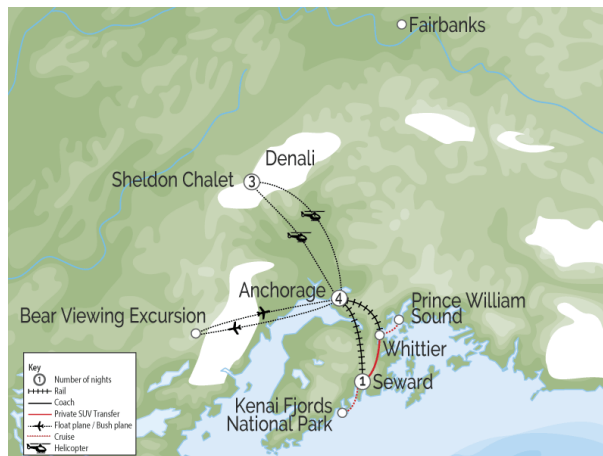 Fairbanks
Denali
Sheldon Chalet
3
Anchorage
4
Prince William
Sound
Bear Viewing Excursion
Whittier
1
Seward
Kenai Fjords
National Park
Key
1 Number of nights
Rail
Coach
Private SUV Transfer
Float plane / Bush plane
Cruise
Helicopter